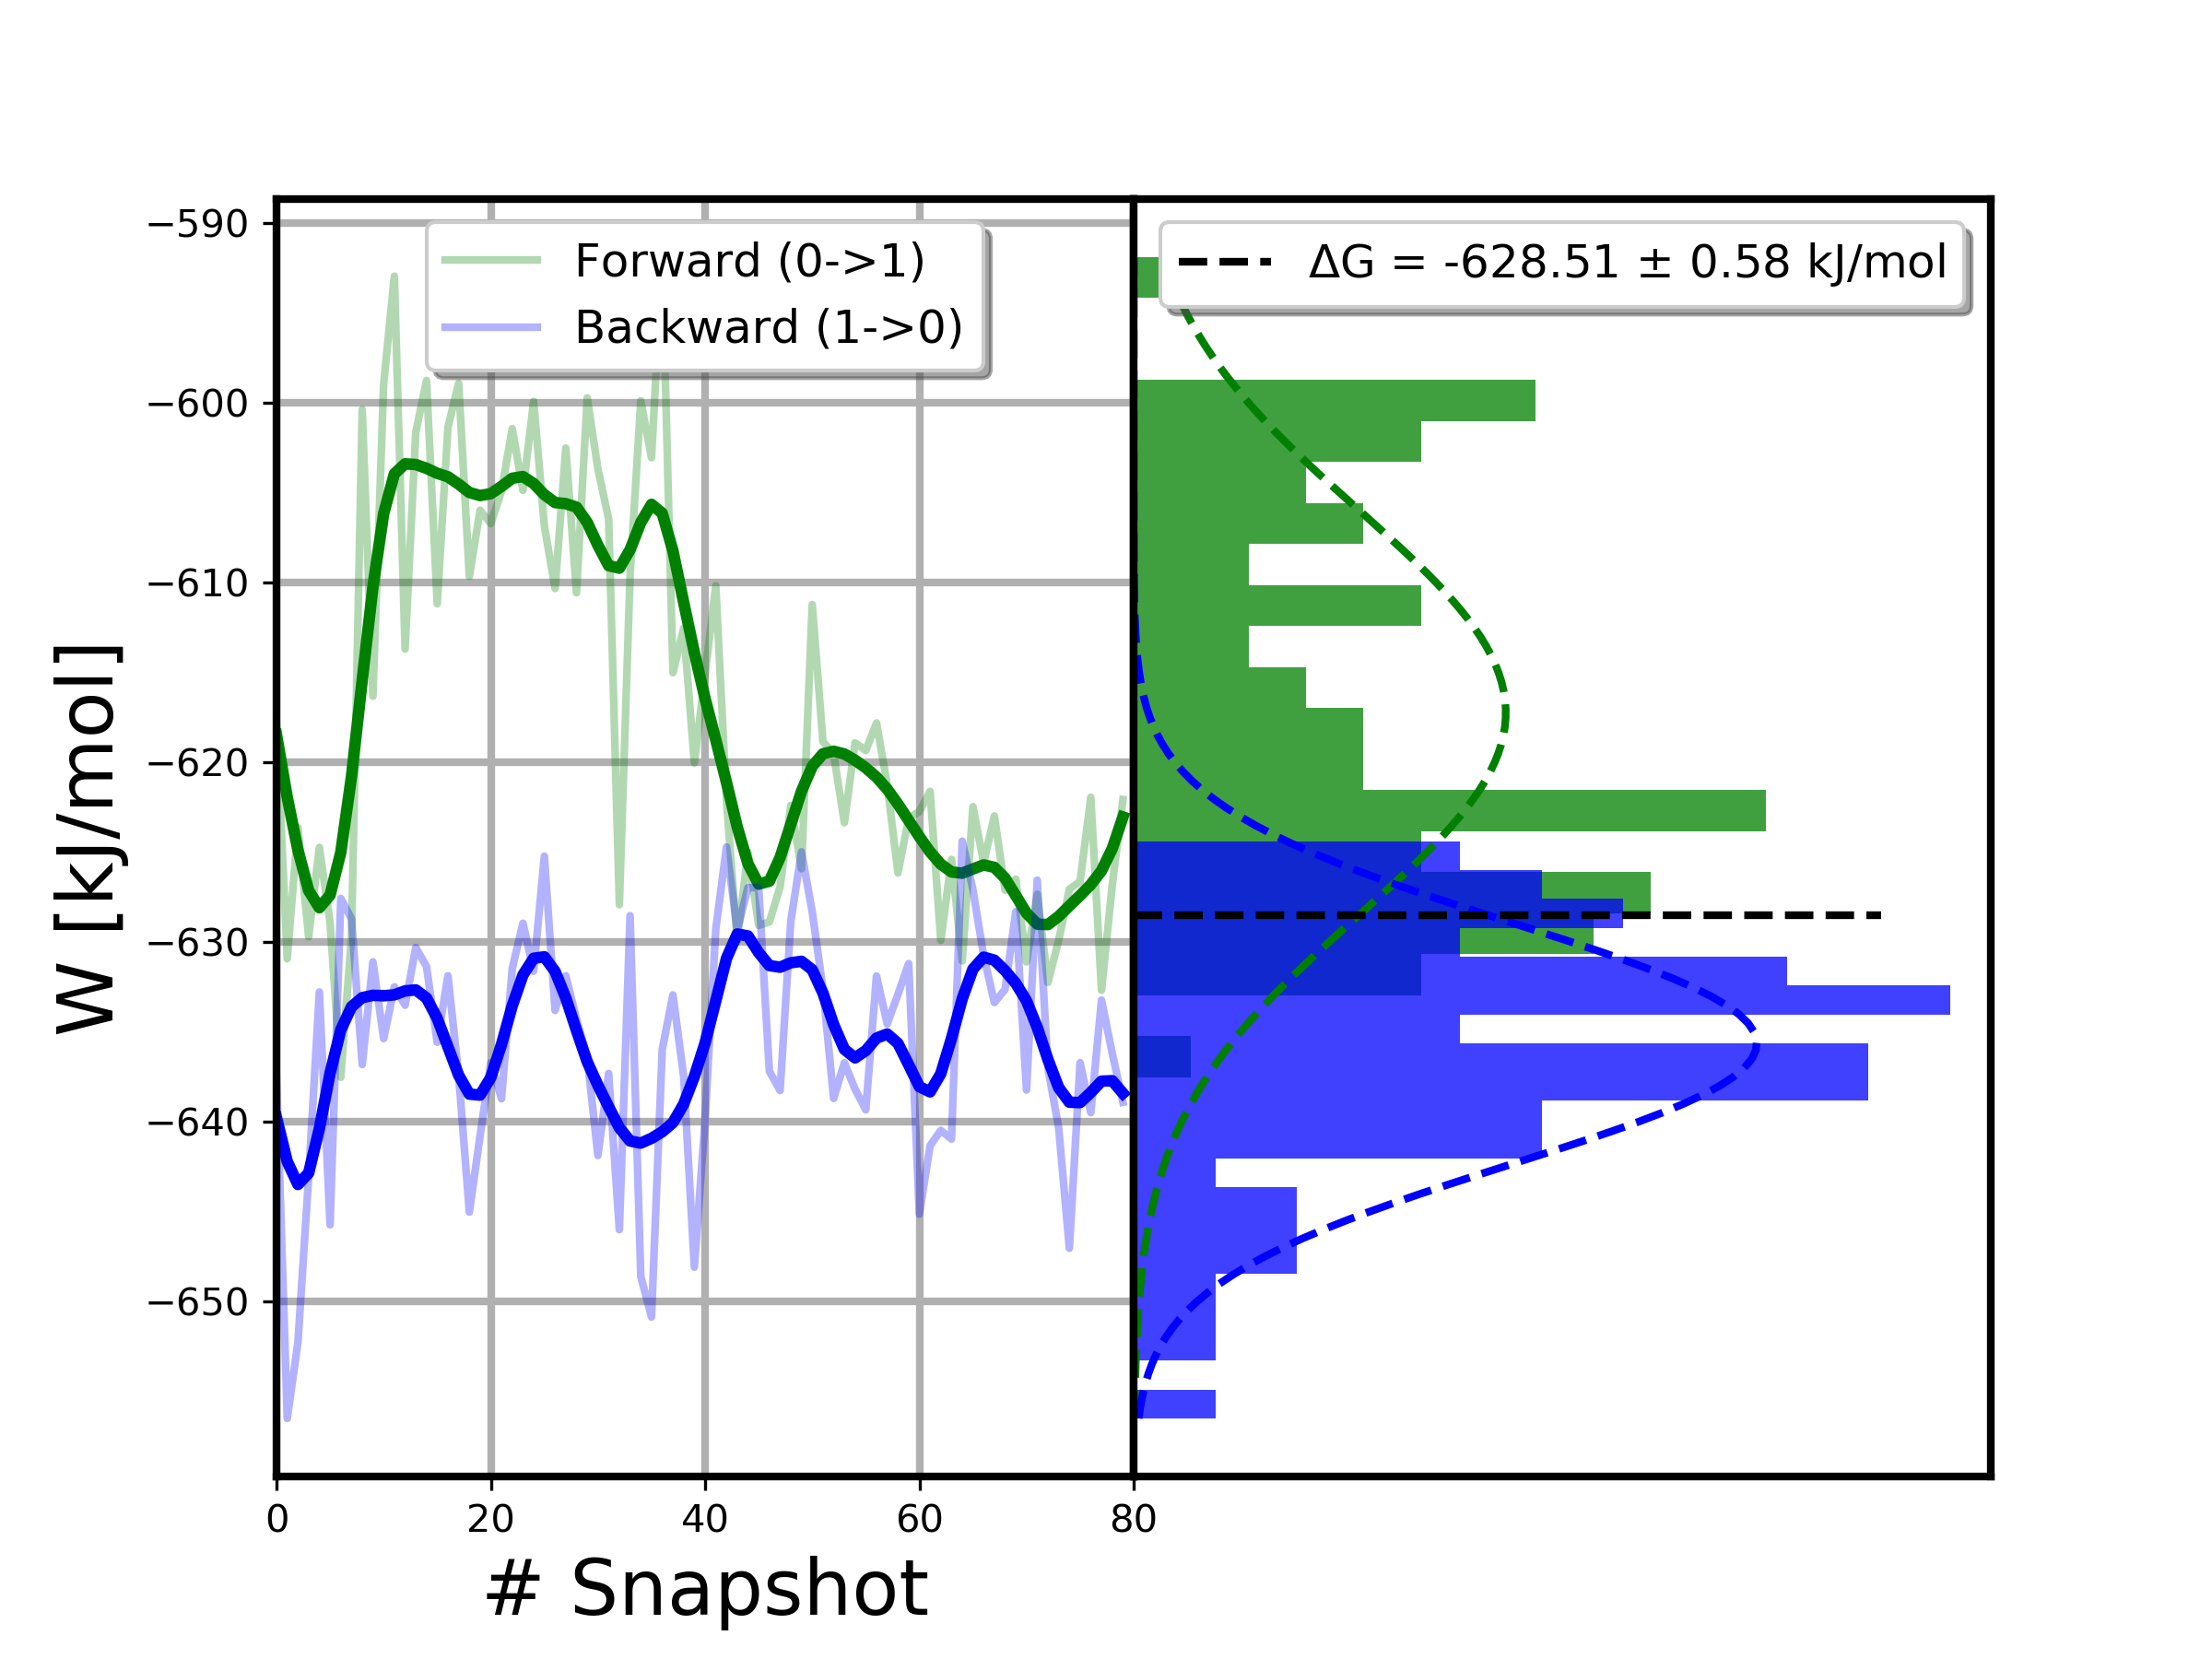 −590
−600
−610
−620
−630
−640
−650
W [kJ/mol]
Forward (0->1)
Backward (1->0)
ΔG = -628.51 ± 0.58 kJ/mol
0 20 40 60 80
# Snapshot